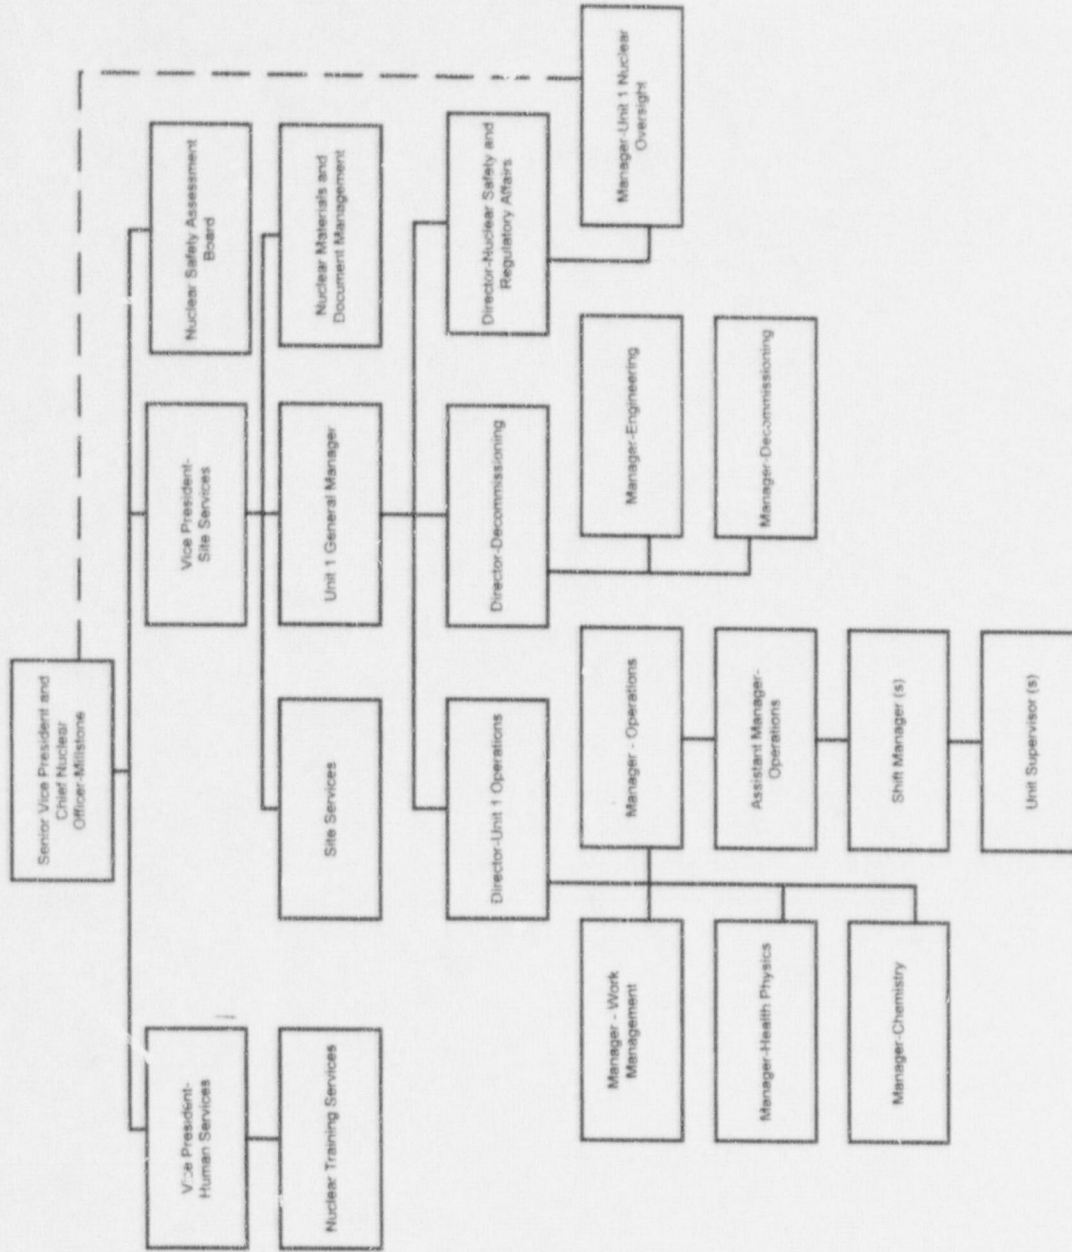 Senior Vice President and
Chief Nuclear
Officer-Millstone
Vice President-
Human Services
Vice President-
Site Services
Nuclear Safety Assessment
Board
Nuclear Training Services
Site Services
Unit 1 General Manager
Nuclear Materials and
Document Management
Director-Unit 1 Operations
Director-Decommissioning
Director-Nuclear Safety and
Regulatory Affairs
Manager - Work
Management
Manager - Operations
Manager-Engineering
Manager-Unit 1 Nuclear
Oversight
Manager-Health Physics
Assistant Manager-
Operations
Manager-Decommissioning
Manager-Chemistry
Shift Manager (s)
Unit Supervisor (s)